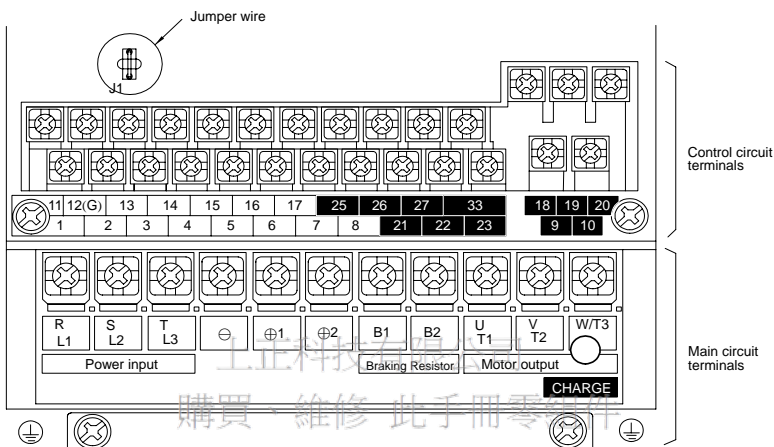 Jumper wire
J1
Control circuit
terminals
11 12(G) 13 14 15 16 17 25 26 27 33 18 19 20
1 2 3 4 5 6 7 8 21 22 23 9 10
R
L1
S
L2
T
L3
⊖
⊕1
⊕2
B1
B2
U
T1
V
T2
W/T3
Power input
Braking Resistor
Motor output
CHARGE
Main circuit
terminals
上正科技有限公司
購買、維修 此手冊零組件